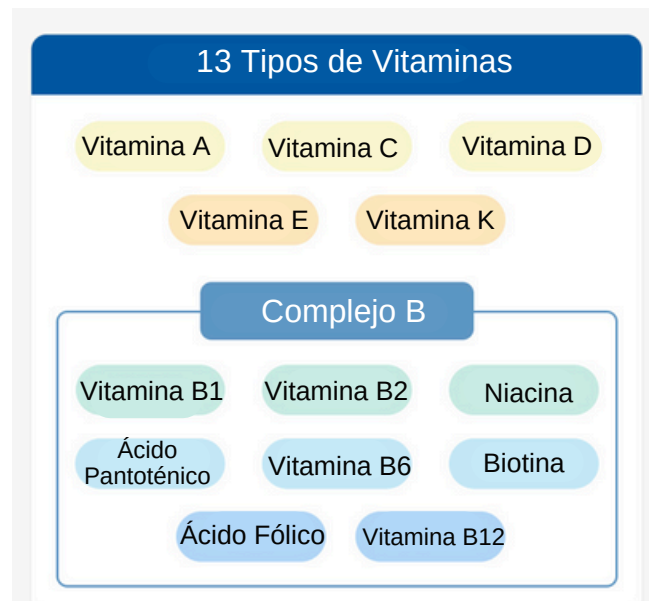 13 Tipos de Vitaminas
Vitamina A
Vitamina C
Vitamina D
Vitamina E
Vitamina K
Complejo B
Vitamina B1
Vitamina B2
Niacina
Ácido
Pantoténico
Vitamina B6
Biotina
Ácido Fólico
Vitamina B12